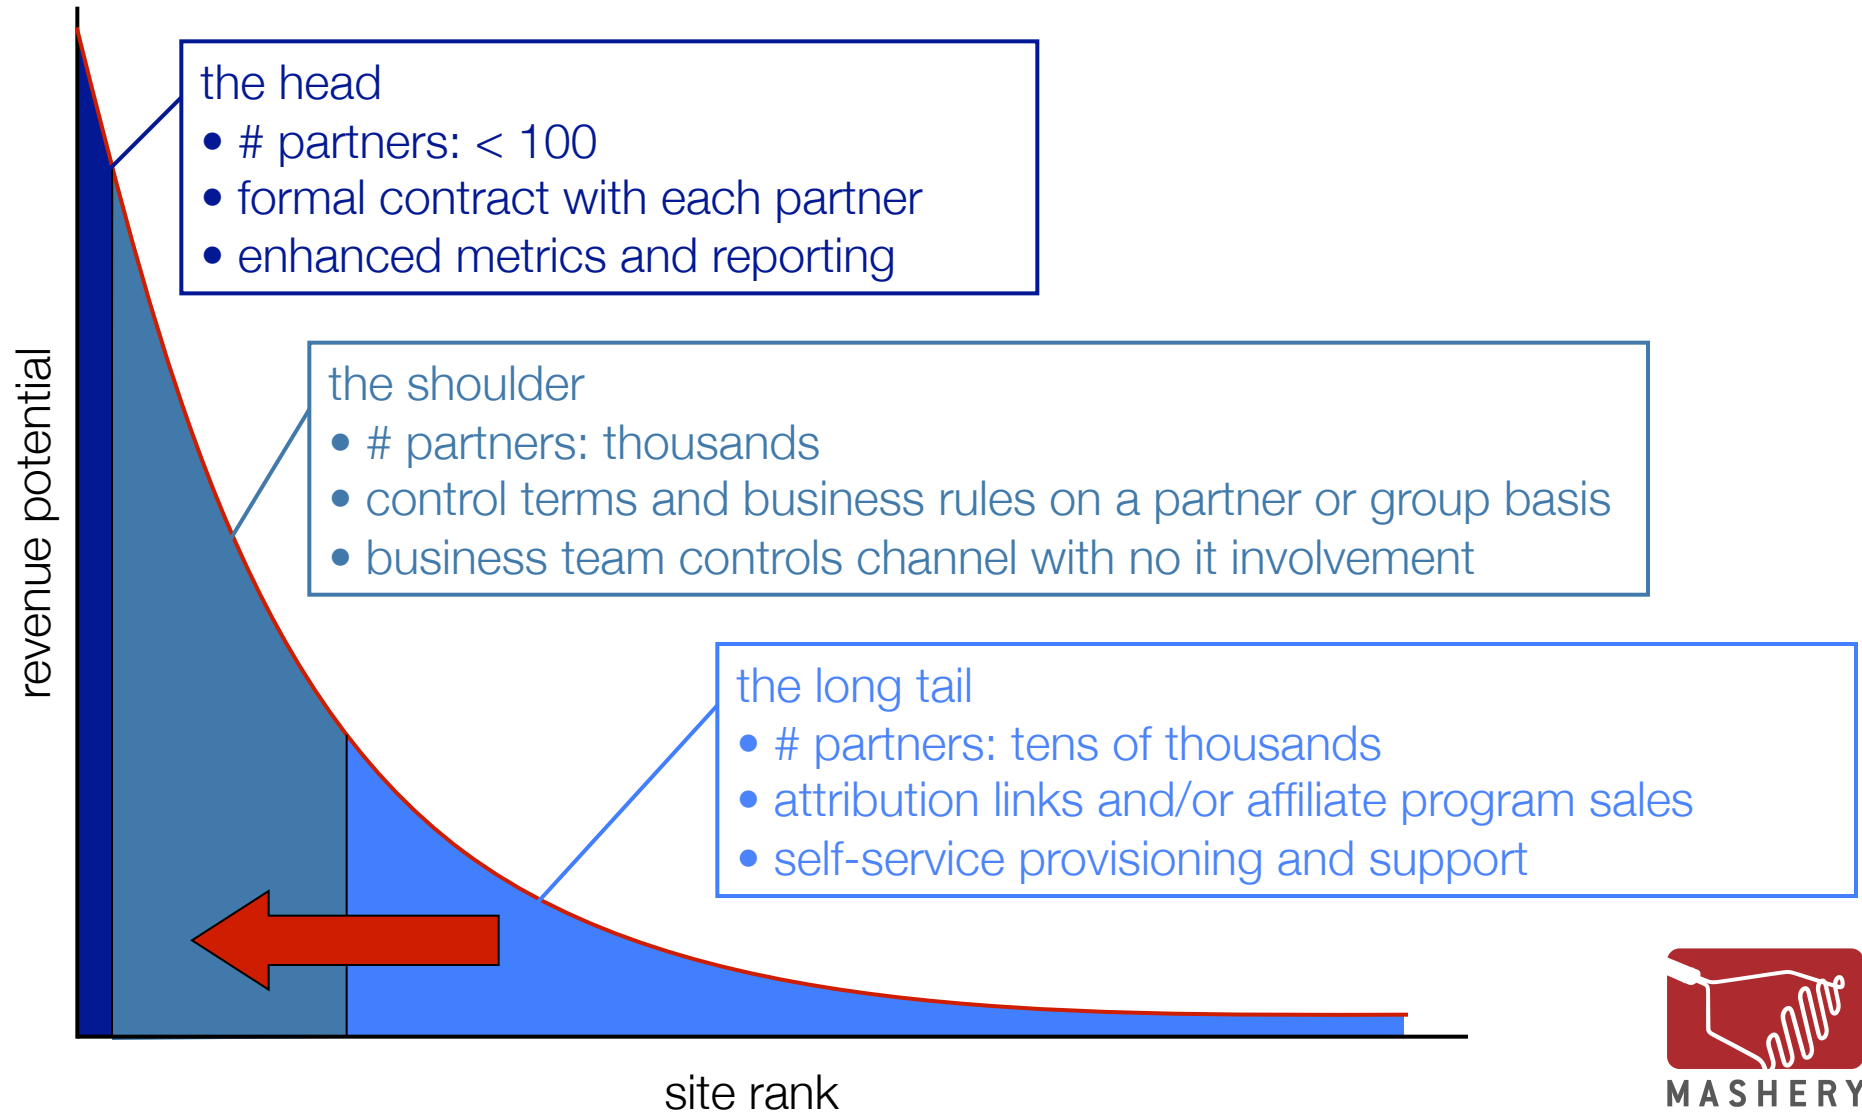 the head
• # partners: < 100
• formal contract with each partner
• enhanced metrics and reporting
the shoulder
• # partners: thousands
• control terms and business rules on a partner or group basis
• business team controls channel with no it involvement
the long tail
• # partners: tens of thousands
• attribution links and/or affiliate program sales
• self-service provisioning and support
revenue potential
site rank
MASHERY